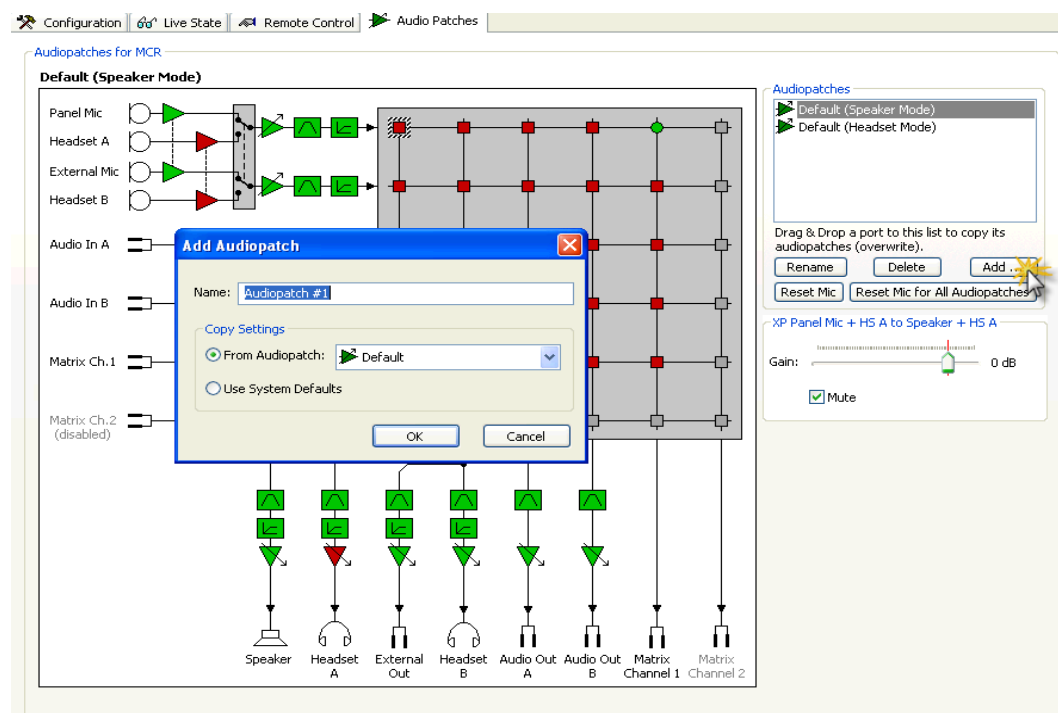 Configuration
Live State
Remote Control
Audio Patches
Audiopatches for MCR
Default (Speaker Mode)
Panel Mic
Headset A
External Mic
Headset B
Audio In A
Audio In B
Matrix Ch.1
Matrix Ch.2
(disabled)
Add Audiopatch
Name: Audiopatch #1
Copy Settings
From Audiopatch: Default
Use System Defaults
OK Cancel
Speaker
Headset
A
External
Out
Headset
B
Audio Out
A
Audio Out
B
Matrix
Channel 1
Matrix
Channel 2
Audiopatches
Default (Speaker Mode)
Default (Headset Mode)
Drag & Drop a port to this list to copy its
audiopatches (overwrite).
Rename Delete Add ...
Reset Mic Reset Mic for All Audiopatches
XP Panel Mic + HS A to Speaker + HS A
Gain: 0 dB
Mute